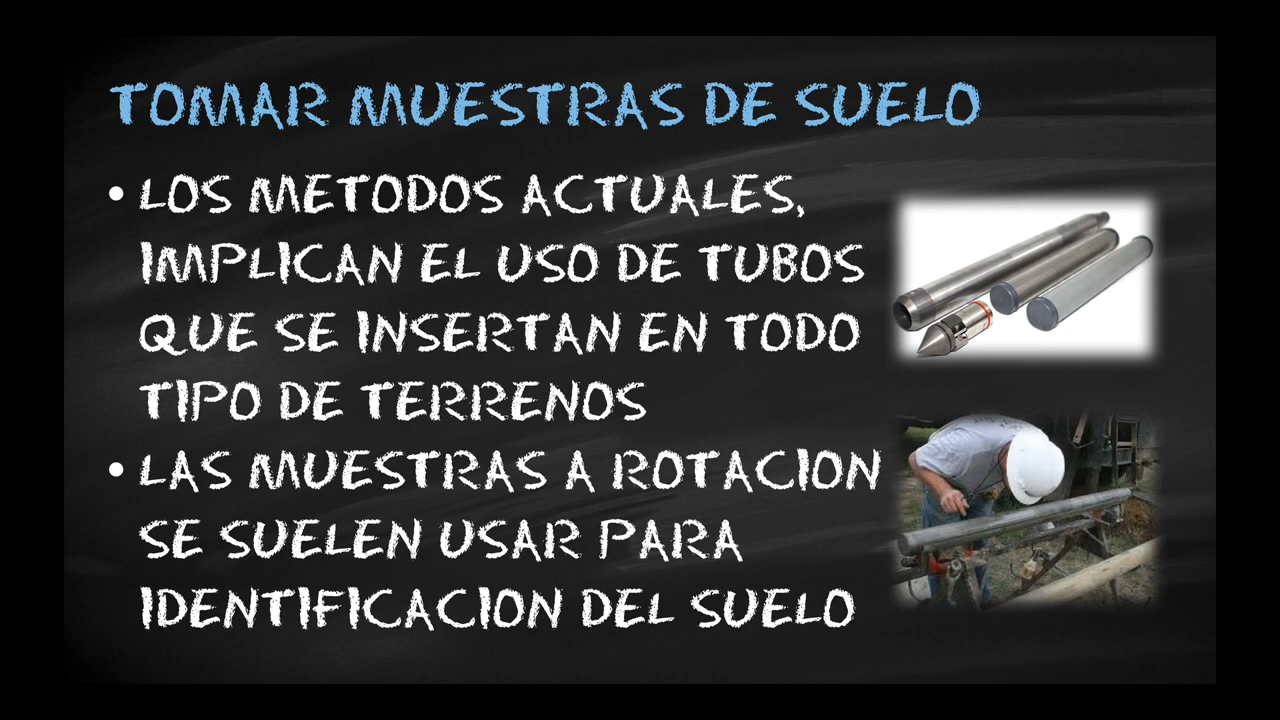 TOMAR MUESTRAS DE SUELO
• LOS METODOS ACTUALES,
IMPLICAN EL USO DE TUBOS
QUE SE INSERTAN EN TODO
TIPO DE TERRENOS
• LAS MUESTRAS A ROTACION
SE SUELEN USAR PARA
IDENTIFICACION DEL SUELO